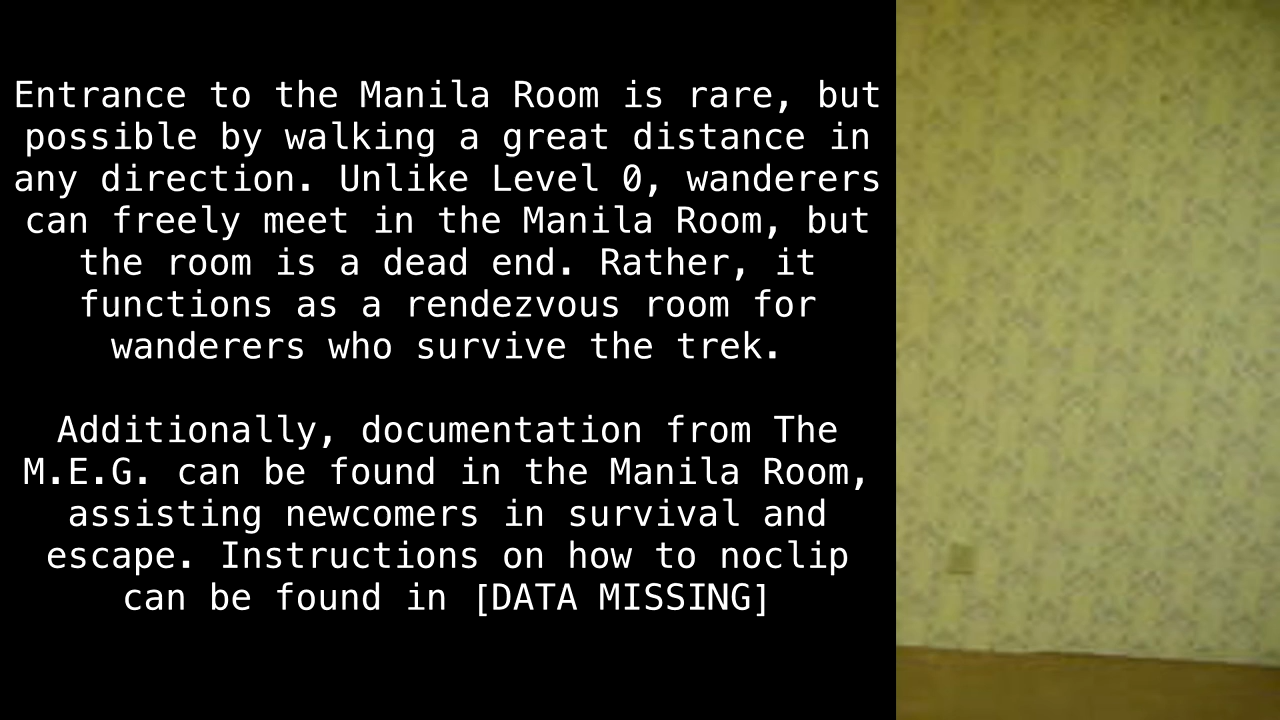 Entrance to the Manila Room is rare, but
possible by walking a great distance in
any direction. Unlike Level 0, wanderers
can freely meet in the Manila Room, but
the room is a dead end. Rather, it
functions as a rendezvous room for
wanderers who survive the trek.
Additionally, documentation from The
M.E.G. can be found in the Manila Room,
assisting newcomers in survival and
escape. Instructions on how to noclip
can be found in [DATA MISSING]